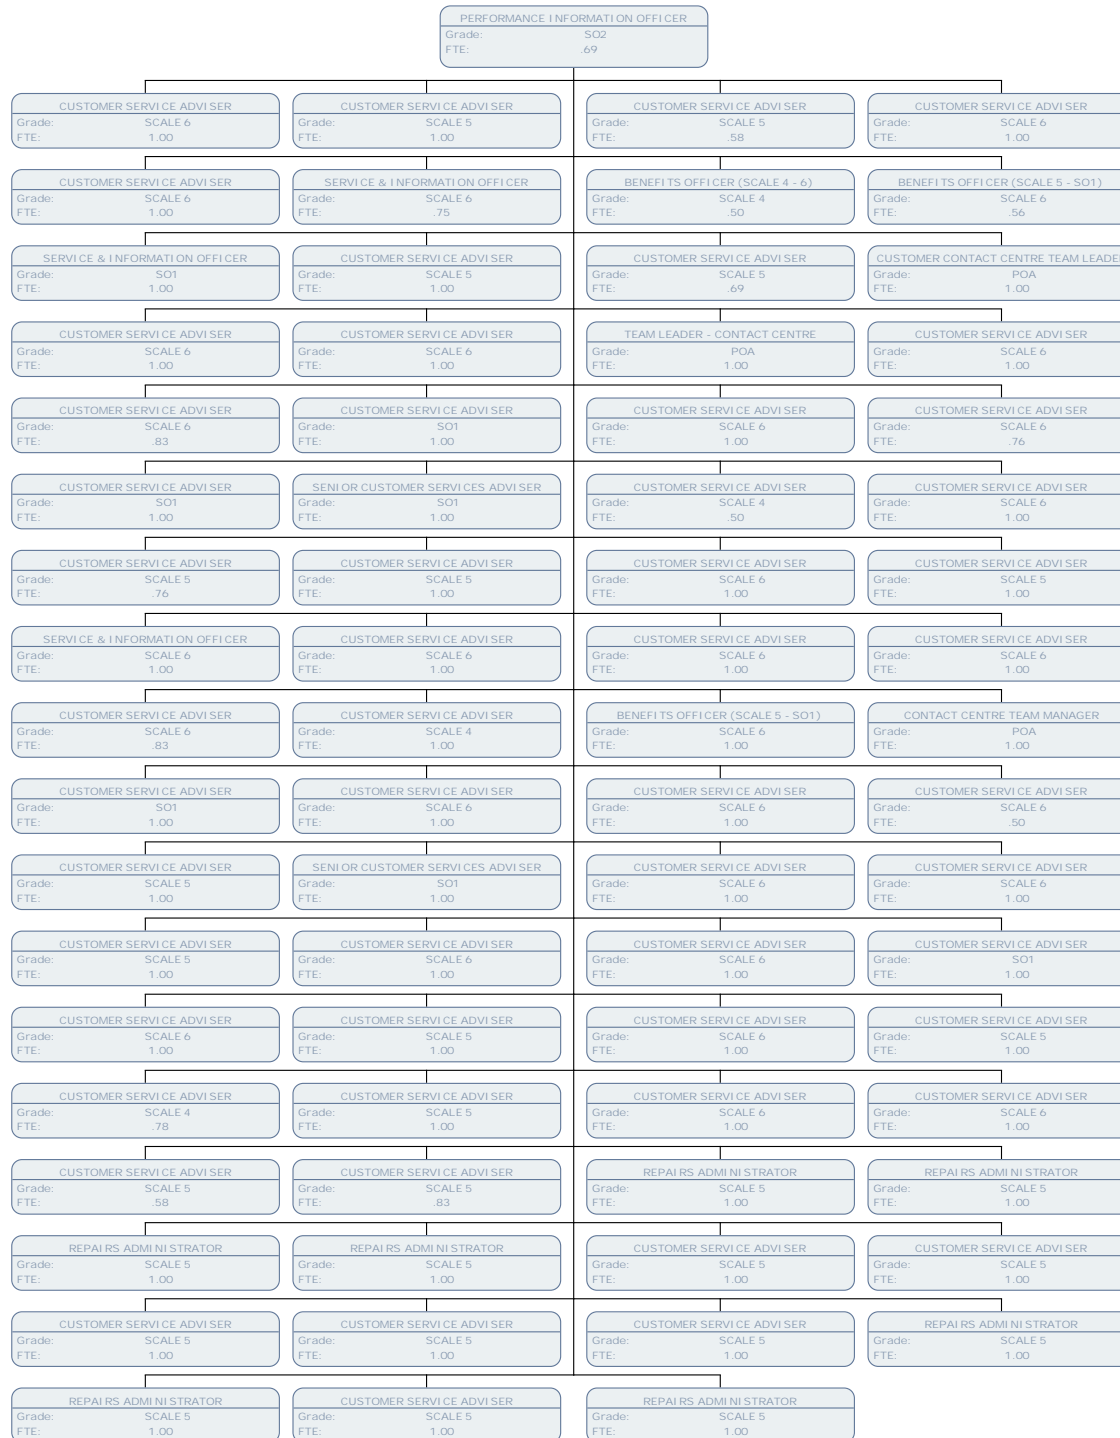 PERFORMANCE INFORMATION OFFICER
Grade: SO2
FTE: .69
CUSTOMER SERVICE ADVISER
Grade: SCALE 6
FTE: 1.00
CUSTOMER SERVICE ADVISER
Grade: SCALE 5
FTE: 1.00
CUSTOMER SERVICE ADVISER
Grade: SCALE 5
FTE: .58
CUSTOMER SERVICE ADVISER
Grade: SCALE 6
FTE: 1.00
CUSTOMER SERVICE ADVISER
Grade: SCALE 6
FTE: 1.00
SERVICE & INFORMATION OFFICER
Grade: SCALE 6
FTE: .75
BENEFITS OFFICER (SCALE 4 - 6)
Grade: SCALE 4
FTE: .50
BENEFITS OFFICER (SCALE 5 - SO1)
Grade: SCALE 6
FTE: .56
SERVICE & INFORMATION OFFICER
Grade: SO1
FTE: 1.00
CUSTOMER SERVICE ADVISER
Grade: SCALE 5
FTE: 1.00
CUSTOMER SERVICE ADVISER
Grade: SCALE 5
FTE: .69
CUSTOMER CONTACT CENTRE TEAM LEADE
Grade: POA
FTE: 1.00
CUSTOMER SERVICE ADVISER
Grade: SCALE 6
FTE: 1.00
CUSTOMER SERVICE ADVISER
Grade: SCALE 6
FTE: 1.00
TEAM LEADER - CONTACT CENTRE
Grade: POA
FTE: 1.00
CUSTOMER SERVICE ADVISER
Grade: SCALE 6
FTE: 1.00
CUSTOMER SERVICE ADVISER
Grade: SCALE 6
FTE: .83
CUSTOMER SERVICE ADVISER
Grade: SO1
FTE: 1.00
CUSTOMER SERVICE ADVISER
Grade: SCALE 6
FTE: 1.00
CUSTOMER SERVICE ADVISER
Grade: SCALE 6
FTE: .76
CUSTOMER SERVICE ADVISER
Grade: SO1
FTE: 1.00
SENIOR CUSTOMER SERVICES ADVISER
Grade: SO1
FTE: 1.00
CUSTOMER SERVICE ADVISER
Grade: SCALE 4
FTE: .50
CUSTOMER SERVICE ADVISER
Grade: SCALE 6
FTE: 1.00
CUSTOMER SERVICE ADVISER
Grade: SCALE 5
FTE: .76
CUSTOMER SERVICE ADVISER
Grade: SCALE 5
FTE: 1.00
CUSTOMER SERVICE ADVISER
Grade: SCALE 6
FTE: 1.00
CUSTOMER SERVICE ADVISER
Grade: SCALE 5
FTE: 1.00
SERVICE & INFORMATION OFFICER
Grade: SCALE 6
FTE: 1.00
CUSTOMER SERVICE ADVISER
Grade: SCALE 6
FTE: 1.00
CUSTOMER SERVICE ADVISER
Grade: SCALE 6
FTE: 1.00
CUSTOMER SERVICE ADVISER
Grade: SCALE 6
FTE: 1.00
CUSTOMER SERVICE ADVISER
Grade: SCALE 6
FTE: .83
CUSTOMER SERVICE ADVISER
Grade: SCALE 4
FTE: 1.00
BENEFITS OFFICER (SCALE 5 - SO1)
Grade: SCALE 6
FTE: 1.00
CONTACT CENTRE TEAM MANAGER
Grade: POA
FTE: 1.00
CUSTOMER SERVICE ADVISER
Grade: SO1
FTE: 1.00
CUSTOMER SERVICE ADVISER
Grade: SCALE 6
FTE: 1.00
CUSTOMER SERVICE ADVISER
Grade: SCALE 6
FTE: 1.00
CUSTOMER SERVICE ADVISER
Grade: SCALE 6
FTE: .50
CUSTOMER SERVICE ADVISER
Grade: SCALE 5
FTE: 1.00
SENIOR CUSTOMER SERVICES ADVISER
Grade: SO1
FTE: 1.00
CUSTOMER SERVICE ADVISER
Grade: SCALE 6
FTE: 1.00
CUSTOMER SERVICE ADVISER
Grade: SCALE 6
FTE: 1.00
CUSTOMER SERVICE ADVISER
Grade: SCALE 5
FTE: 1.00
CUSTOMER SERVICE ADVISER
Grade: SCALE 6
FTE: 1.00
CUSTOMER SERVICE ADVISER
Grade: SCALE 6
FTE: 1.00
CUSTOMER SERVICE ADVISER
Grade: SO1
FTE: 1.00
CUSTOMER SERVICE ADVISER
Grade: SCALE 6
FTE: 1.00
CUSTOMER SERVICE ADVISER
Grade: SCALE 5
FTE: 1.00
CUSTOMER SERVICE ADVISER
Grade: SCALE 6
FTE: 1.00
CUSTOMER SERVICE ADVISER
Grade: SCALE 5
FTE: 1.00
CUSTOMER SERVICE ADVISER
Grade: SCALE 4
FTE: .78
CUSTOMER SERVICE ADVISER
Grade: SCALE 5
FTE: 1.00
CUSTOMER SERVICE ADVISER
Grade: SCALE 6
FTE: 1.00
CUSTOMER SERVICE ADVISER
Grade: SCALE 6
FTE: 1.00
CUSTOMER SERVICE ADVISER
Grade: SCALE 5
FTE: .58
CUSTOMER SERVICE ADVISER
Grade: SCALE 5
FTE: .83
REPAIRS ADMINISTRATOR
Grade: SCALE 5
FTE: 1.00
REPAIRS ADMINISTRATOR
Grade: SCALE 5
FTE: 1.00
REPAIRS ADMINISTRATOR
Grade: SCALE 5
FTE: 1.00
REPAIRS ADMINISTRATOR
Grade: SCALE 5
FTE: 1.00
CUSTOMER SERVICE ADVISER
Grade: SCALE 5
FTE: 1.00
CUSTOMER SERVICE ADVISER
Grade: SCALE 5
FTE: 1.00
CUSTOMER SERVICE ADVISER
Grade: SCALE 5
FTE: 1.00
CUSTOMER SERVICE ADVISER
Grade: SCALE 5
FTE: 1.00
CUSTOMER SERVICE ADVISER
Grade: SCALE 5
FTE: 1.00
REPAIRS ADMINISTRATOR
Grade: SCALE 5
FTE: 1.00
REPAIRS ADMINISTRATOR
Grade: SCALE 5
FTE: 1.00
CUSTOMER SERVICE ADVISER
Grade: SCALE 5
FTE: 1.00
REPAIRS ADMINISTRATOR
Grade: SCALE 5
FTE: 1.00